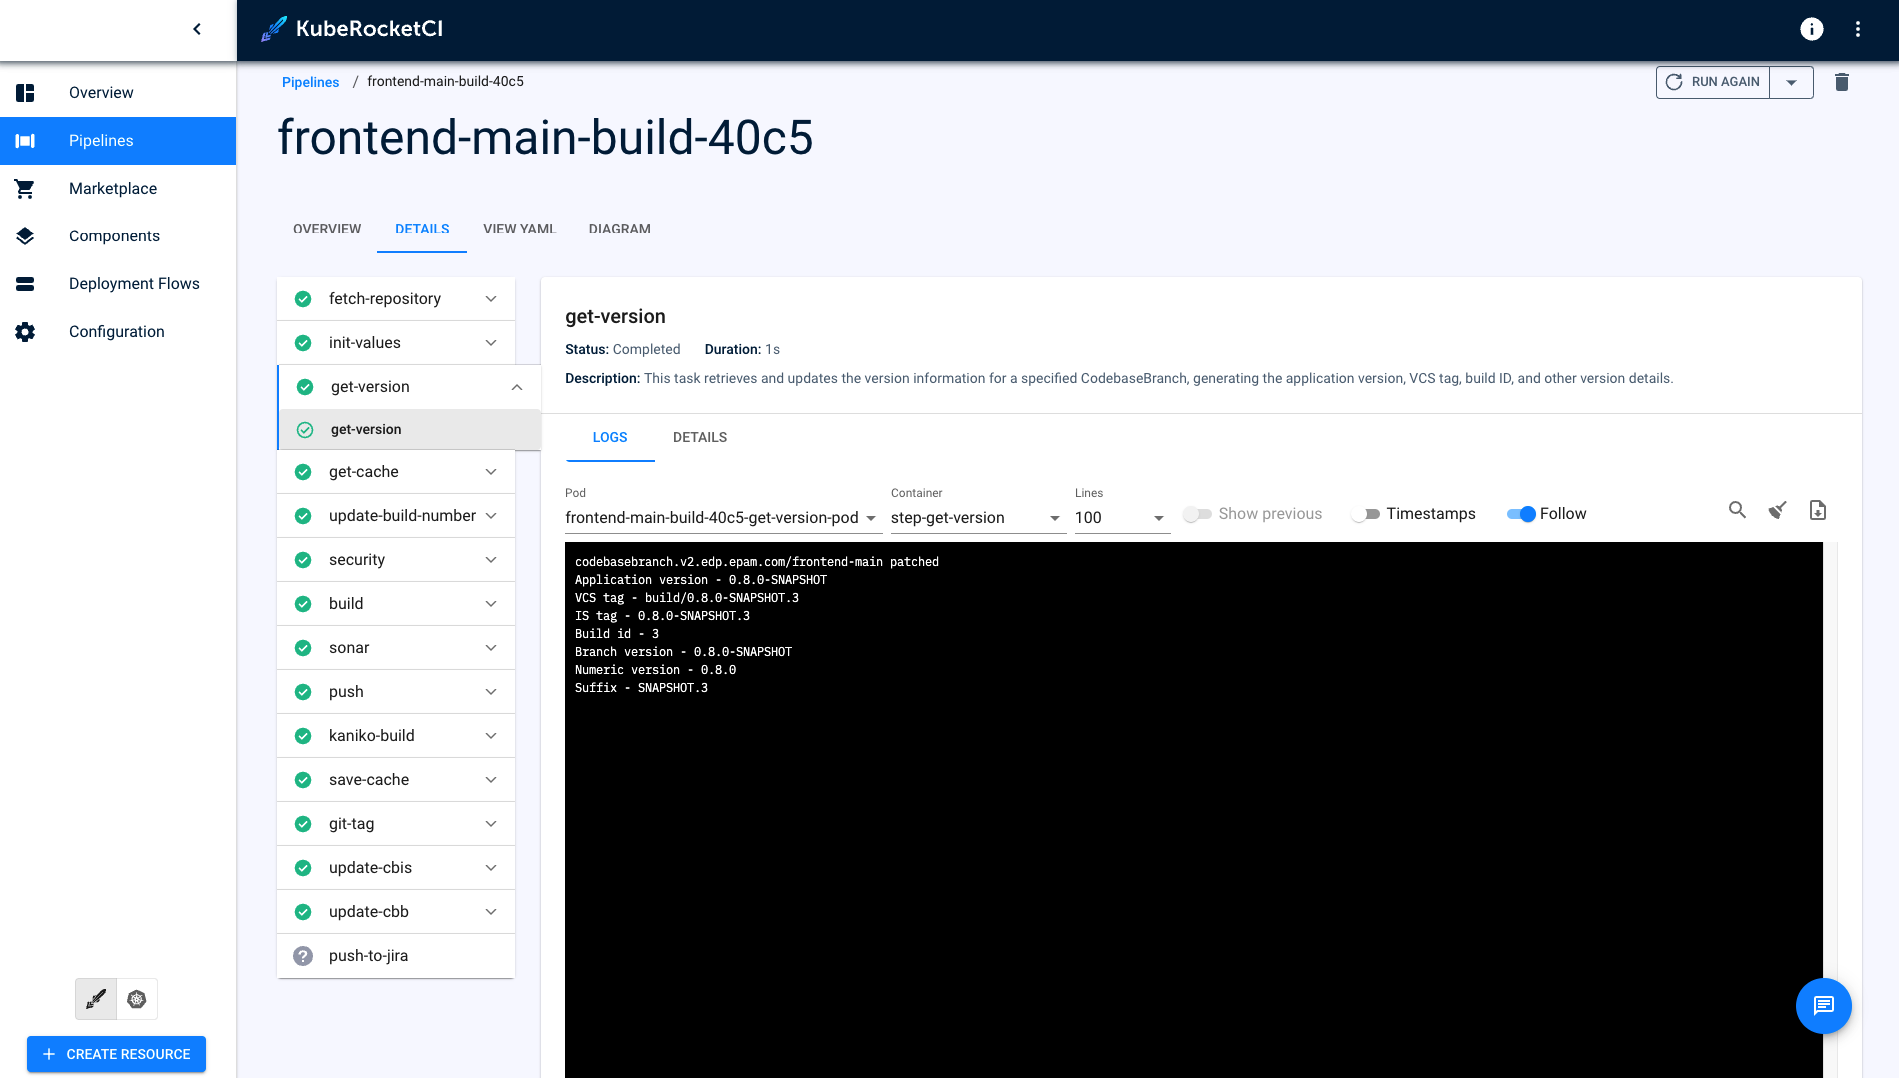 KubeRocketCI
Overview
Pipelines
Marketplace
Components
Deployment Flows
Configuration
CREATE RESOURCE
Pipelines / frontend-main-build-40c5
RUN AGAIN
frontend-main-build-40c5
OVERVIEW DETAILS VIEW YAML DIAGRAM
fetch-repository
init-values
get-version
get-version
get-cache
update-build-number
security
build
sonar
push
kaniko-build
save-cache
git-tag
update-cbis
update-cbb
push-to-jira
get-version
Status: Completed Duration: 1s
Description: This task retrieves and updates the version information for a specified CodebaseBranch, generating the application version, VCS tag, build ID, and other version details.
LOGS DETAILS
Pod Container Lines
frontend-main-build-40c5-get-version-pod step-get-version 100 Show previous Timestamps Follow
codebasebranch.v2.edp.epam.com/frontend-main patched
Application version - 0.8.0-SNAPSHOT
VCS tag - build/0.8.0-SNAPSHOT.3
IS tag - 0.8.0-SNAPSHOT.3
Build id - 3
Branch version - 0.8.0-SNAPSHOT
Numeric version - 0.8.0
Suffix - SNAPSHOT.3